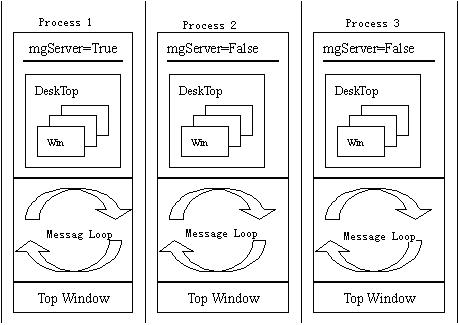 Process 1
mgServer=True
DeskTop
Win
Messag Loop
Top Window
Process 2
mgServer=False
DeskTop
Win
Message Loop
Top Window
Process 3
mgServer=False
DeskTop
Win
Message Loop
Top Window